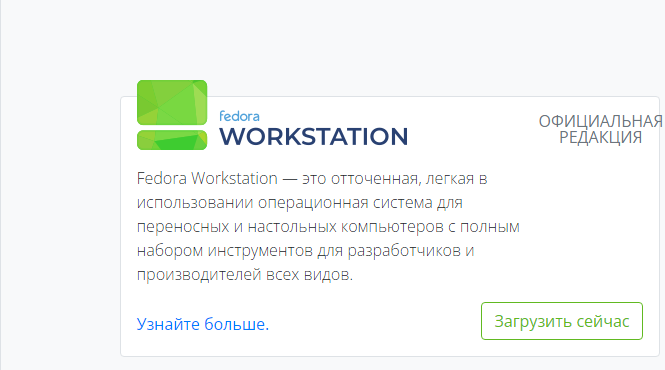 fedora
WORKSTATION
ОФИЦИАЛЬНАЯ
РЕДАКЦИЯ
Fedora Workstation — это отточенная, легкая в
использовании операционная система для
переносных и настольных компьютеров с полным
набором инструментов для разработчиков и
производителей всех видов.
Узнайте больше.
Загрузить сейчас